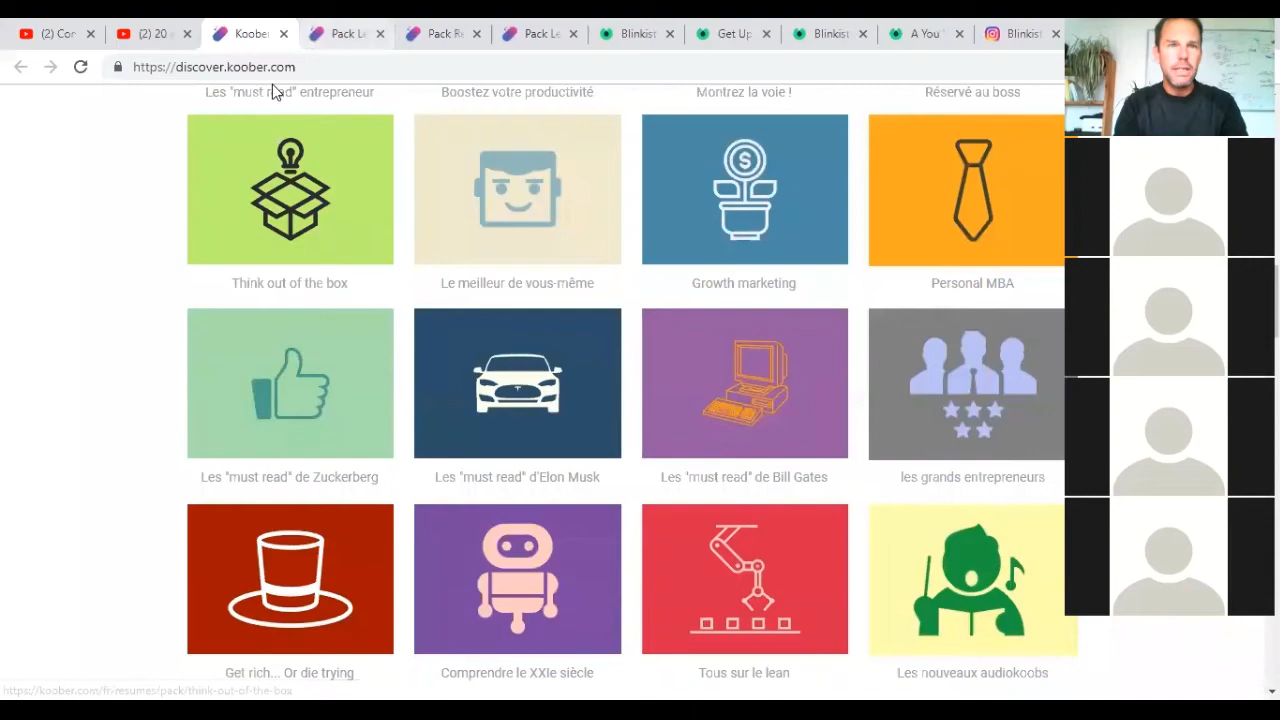 (2) Cor
(2) 20
Koober
Pack Le
Pack Re
Pack Le
Blinkist
Get Up
Blinkist
A You
Blinkis
https://discover.koober.com
Les "must read" entrepreneur
Boostez votre productivité
Montrez la voie !
Réservé au boss
Think out of the box
Le meilleur de vous-même
Growth marketing
Personal MBA
Les "must read" de Zuckerberg
Les "must read" d'Elon Musk
Les "must read" de Bill Gates
les grands entrepreneurs
Get rich... Or die trying
Comprendre le XXIe siècle
Tous sur le lean
Les nouveaux audiokoobs
https://koober.com/fr/resumes/pack/think-out-of-the-box